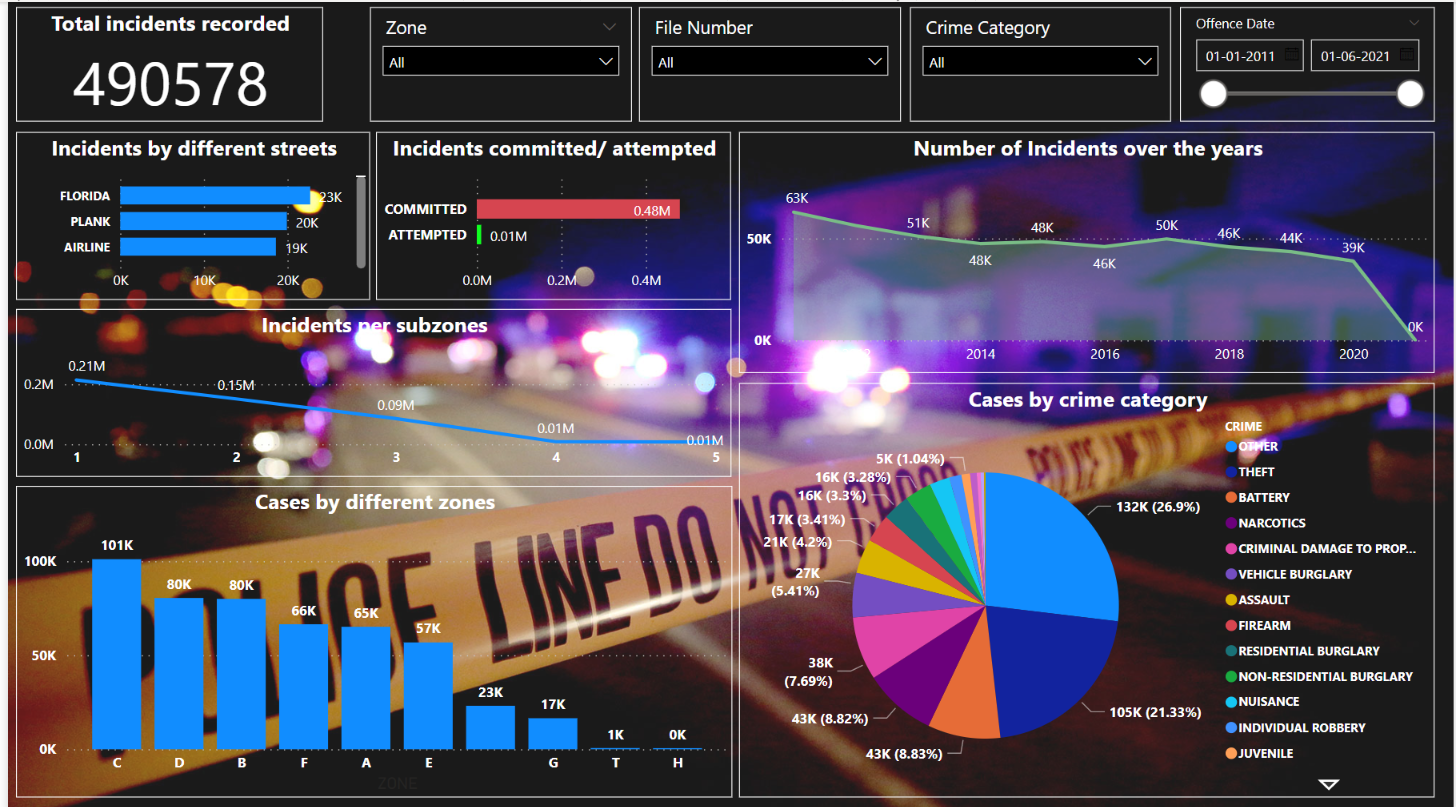 Total incidents recorded
490578
Zone
All
File Number
All
Crime Category
All
Offence Date
01-01-2011
01-06-2021
Incidents by different streets
FLORIDA
23K
PLANK
20K
AIRLINE
19K
0K 10K 20K
Incidents committed/ attempted
COMMITTED
0.48M
ATTEMPTED
0.01M
0.0M 0.2M 0.4M
Number of Incidents over the years
63K
51K
48K
48K
46K
50K
46K
44K
39K
0K
50K
0K
2014 2016 2018 2020
Incidents per subzones
0.21M
0.15M
0.09M
0.01M
0.01M
0.2M
0.0M
1 2 3 4 5
Cases by different zones
101K 80K 80K 66K 65K 57K 23K 17K 1K 0K
100K
50K
0K
C D B F A E G T H
ZONE
POLICE LINE DO NOT CROSS
POLICE LINE
Cases by crime category
5K (1.04%)
16K (3.28%)
16K (3.3%)
17K (3.41%)
21K (4.2%)
27K
(5.41%)
38K
(7.69%)
43K (8.82%)
43K (8.83%)
105K (21.33%)
132K (26.9%)
CRIME
OTHER
THEFT
BATTERY
NARCOTICS
CRIMINAL DAMAGE TO PROP...
VEHICLE BURGLARY
ASSAULT
FIREARM
RESIDENTIAL BURGLARY
NON-RESIDENTIAL BURGLARY
NUISANCE
INDIVIDUAL ROBBERY
JUVENILE